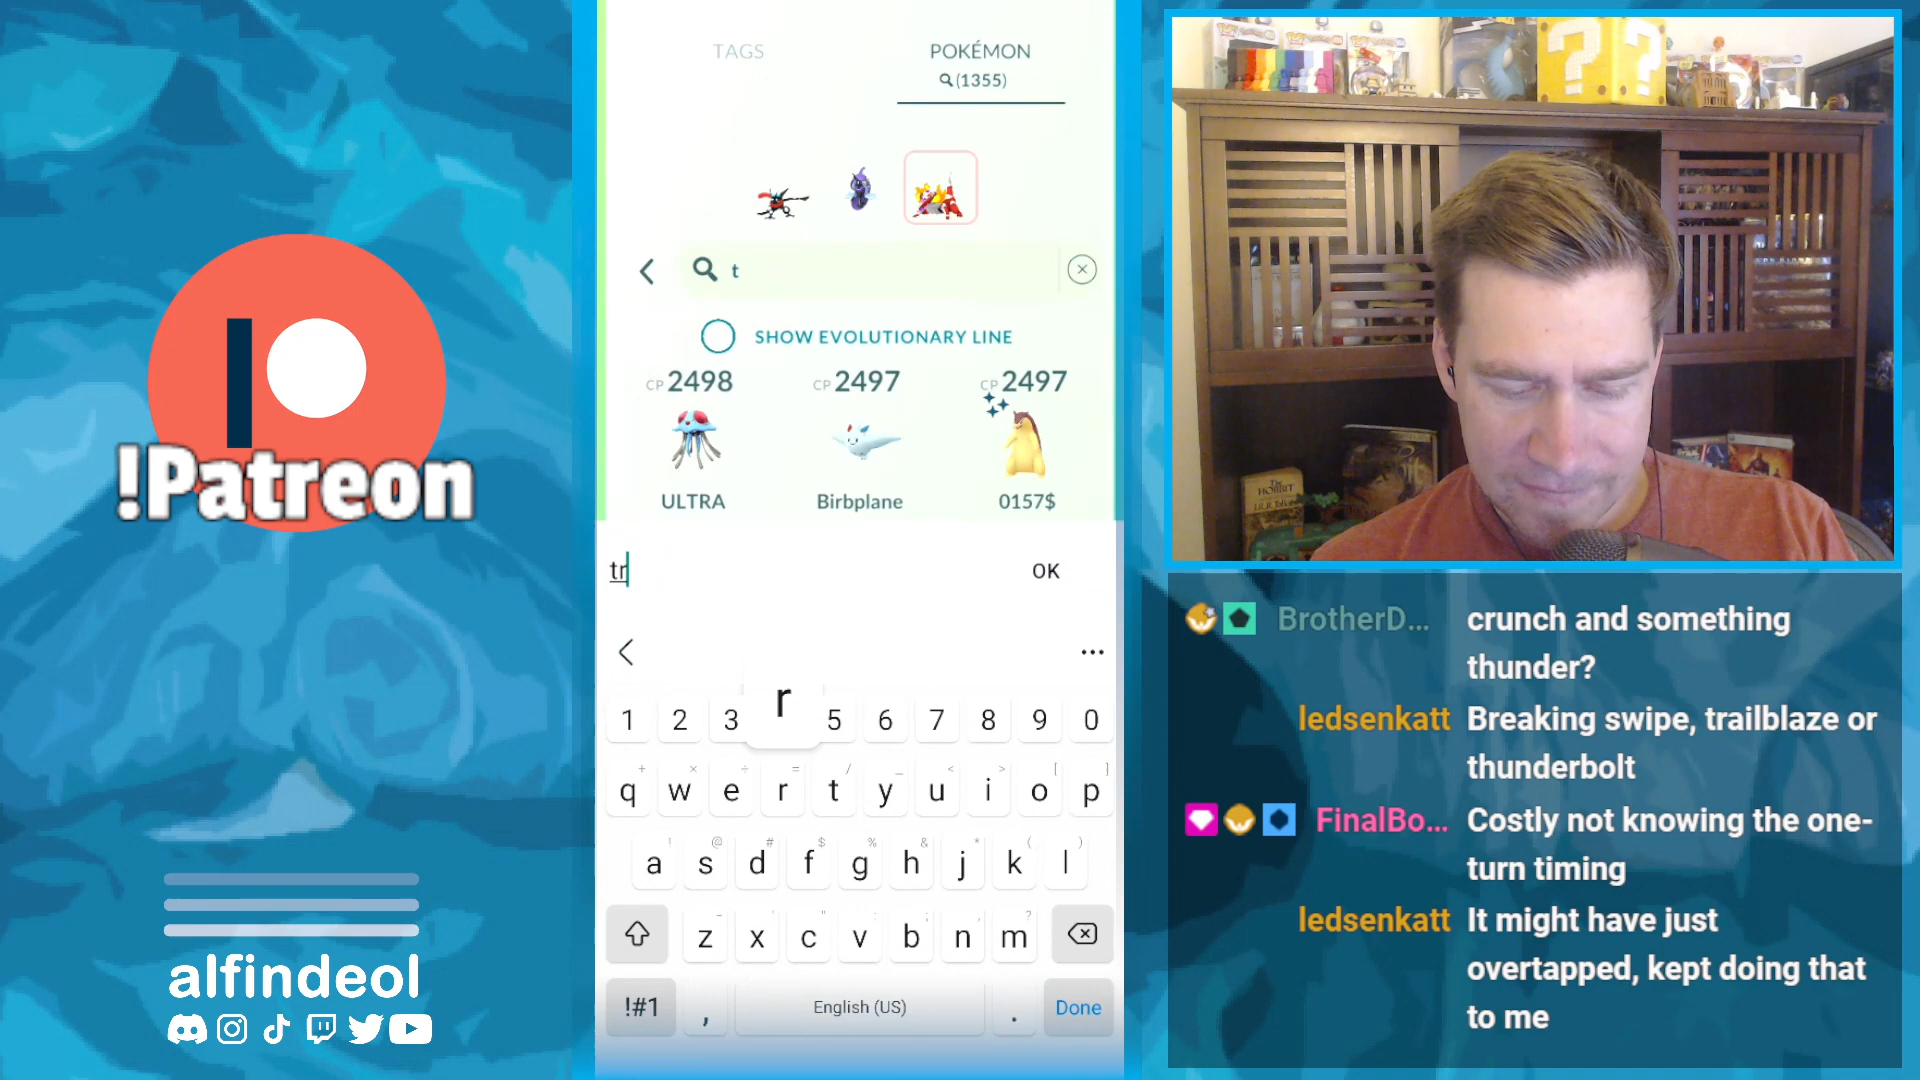 !Patreon
alfindeol
TAGS
POKÉMON
(1355)
t
SHOW EVOLUTIONARY LINE
CP 2498
CP 2497
CP 2497
ULTRA
Birbplane
0157$
tr
OK
r
1 2 3 5 6 7 8 9 0
+ × ÷ = / _ < > [ ]
q w e r t y u i o p
! @ # $ % & * ( )
a s d f g h j k l
- ' " : ; , ?
z x c v b n m
!#1 , English (US) . Done
THE HOBBIT
BrotherD... crunch and something
thunder?
ledsenkatt Breaking swipe, trailblaze or
thunderbolt
FinalBo... Costly not knowing the one-
turn timing
ledsenkatt It might have just
overtapped, kept doing that
to me